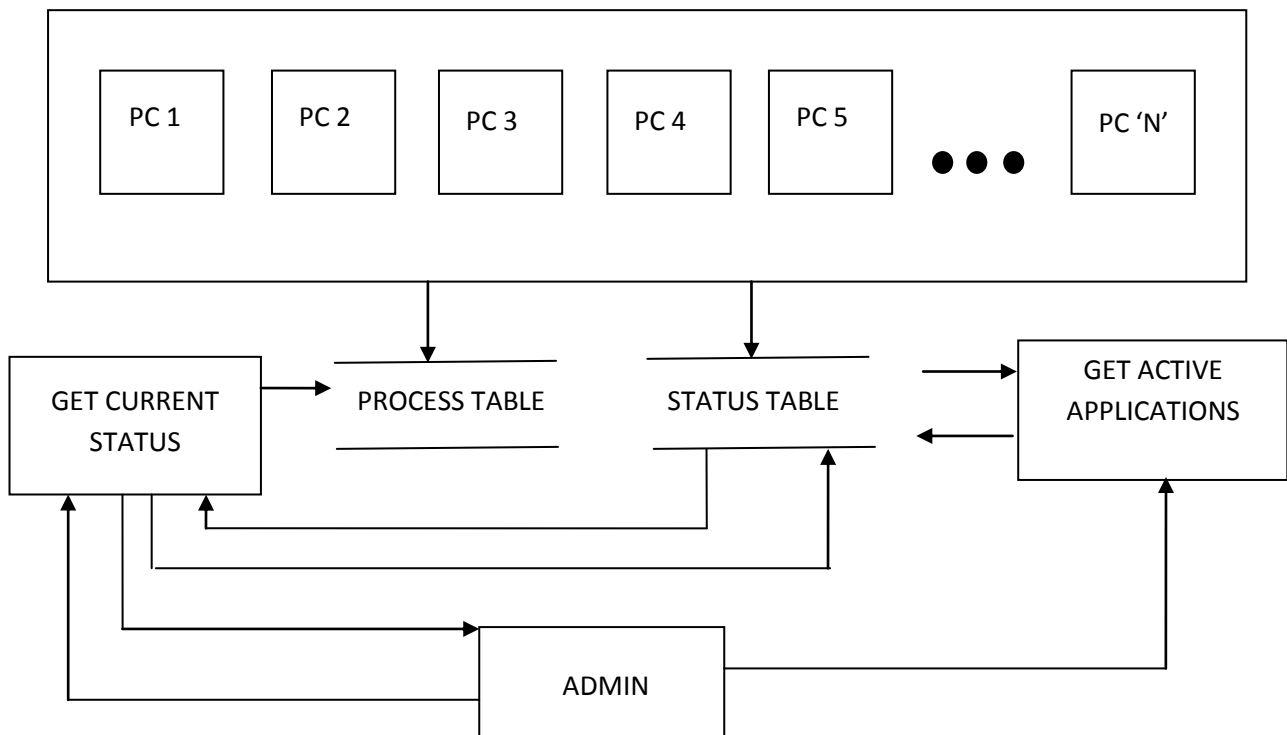 PC 1
PC 2
PC 3
PC 4
PC 5
PC ‘N’
GET CURRENT
STATUS
PROCESS TABLE
STATUS TABLE
GET ACTIVE
APPLICATIONS
ADMIN